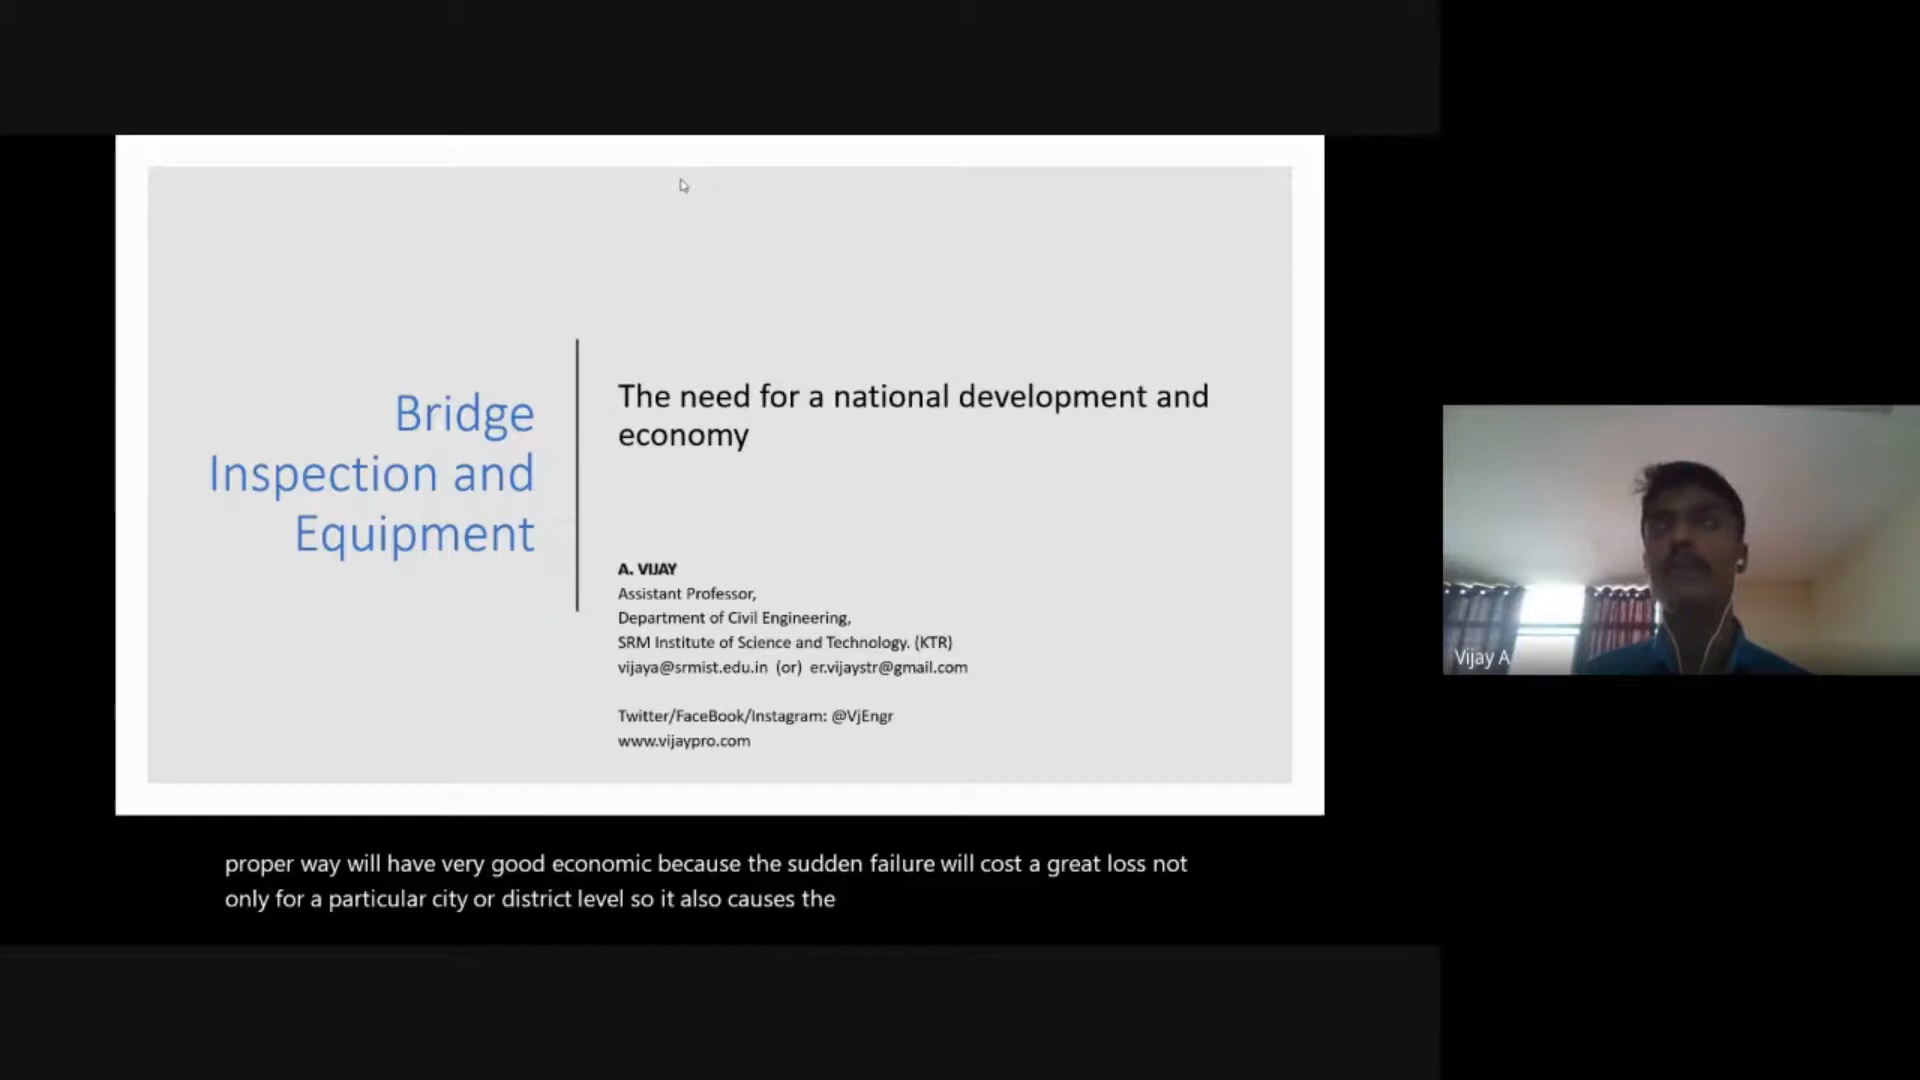 Bridge
Inspection and
Equipment
The need for a national development and
economy
A. VIJAY
Assistant Professor,
Department of Civil Engineering,
SRM Institute of Science and Technology. (KTR)
vijaya@srmist.edu.in (or) er.vijaystr@gmail.com
Twitter/FaceBook/Instagram: @VjEngr
www.vijaypro.com
Vijay A
proper way will have very good economic because the sudden failure will cost a great loss not
only for a particular city or district level so it also causes the